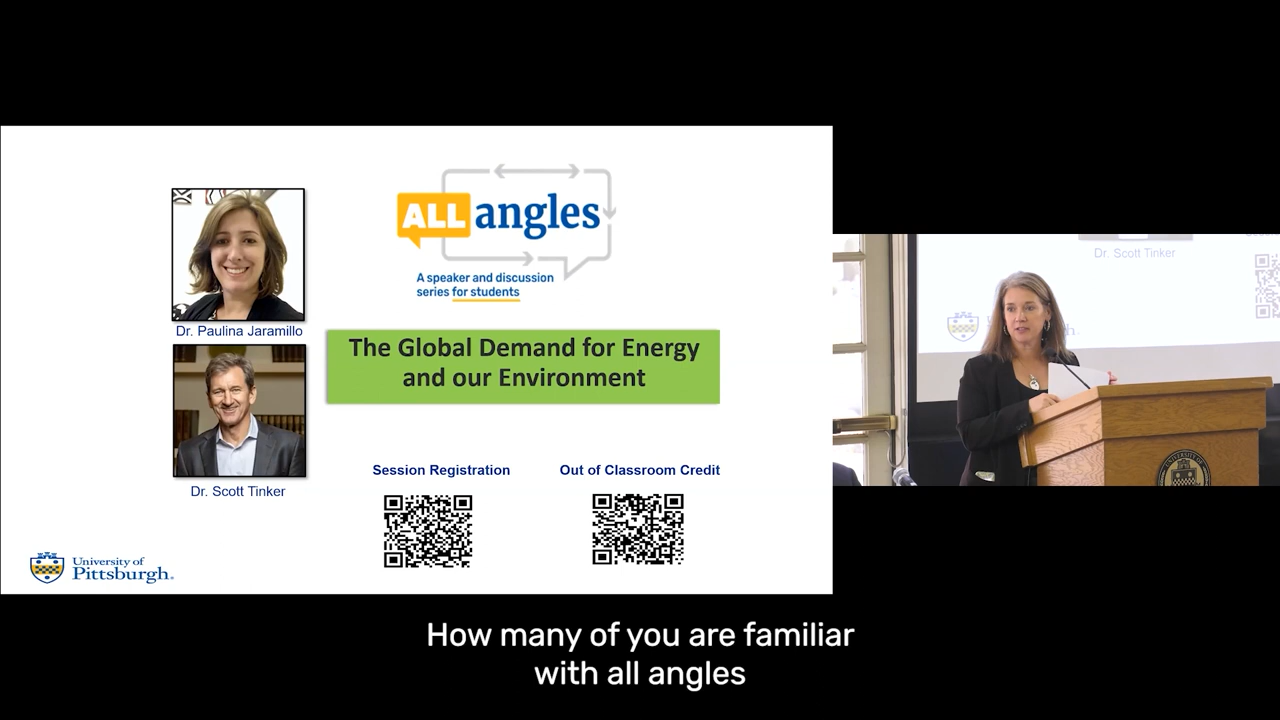 ALL angles
A speaker and discussion
series for students
Dr. Paulina Jaramillo
The Global Demand for Energy
and our Environment
Dr. Scott Tinker
Session Registration
Out of Classroom Credit
University of
Pittsburgh.
Dr. Scott Tinker
UNIVERSITY OF
How many of you are familiar
with all angles